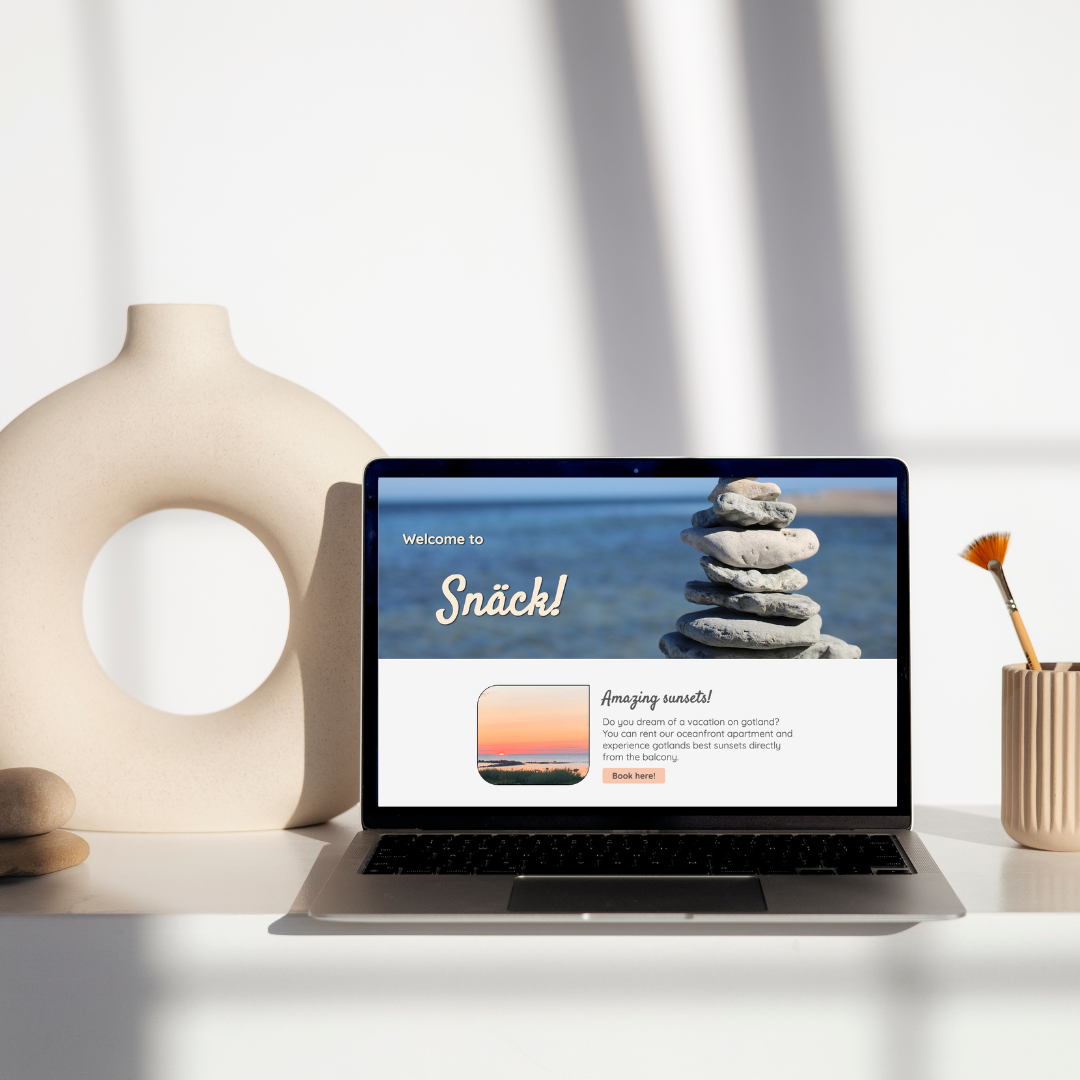 Welcome to
Snäck!
Amazing sunsets!
Do you dream of a vacation on gotland?
You can rent our oceanfront apartment and
experience gotlands best sunsets directly
from the balcony.
Book here!